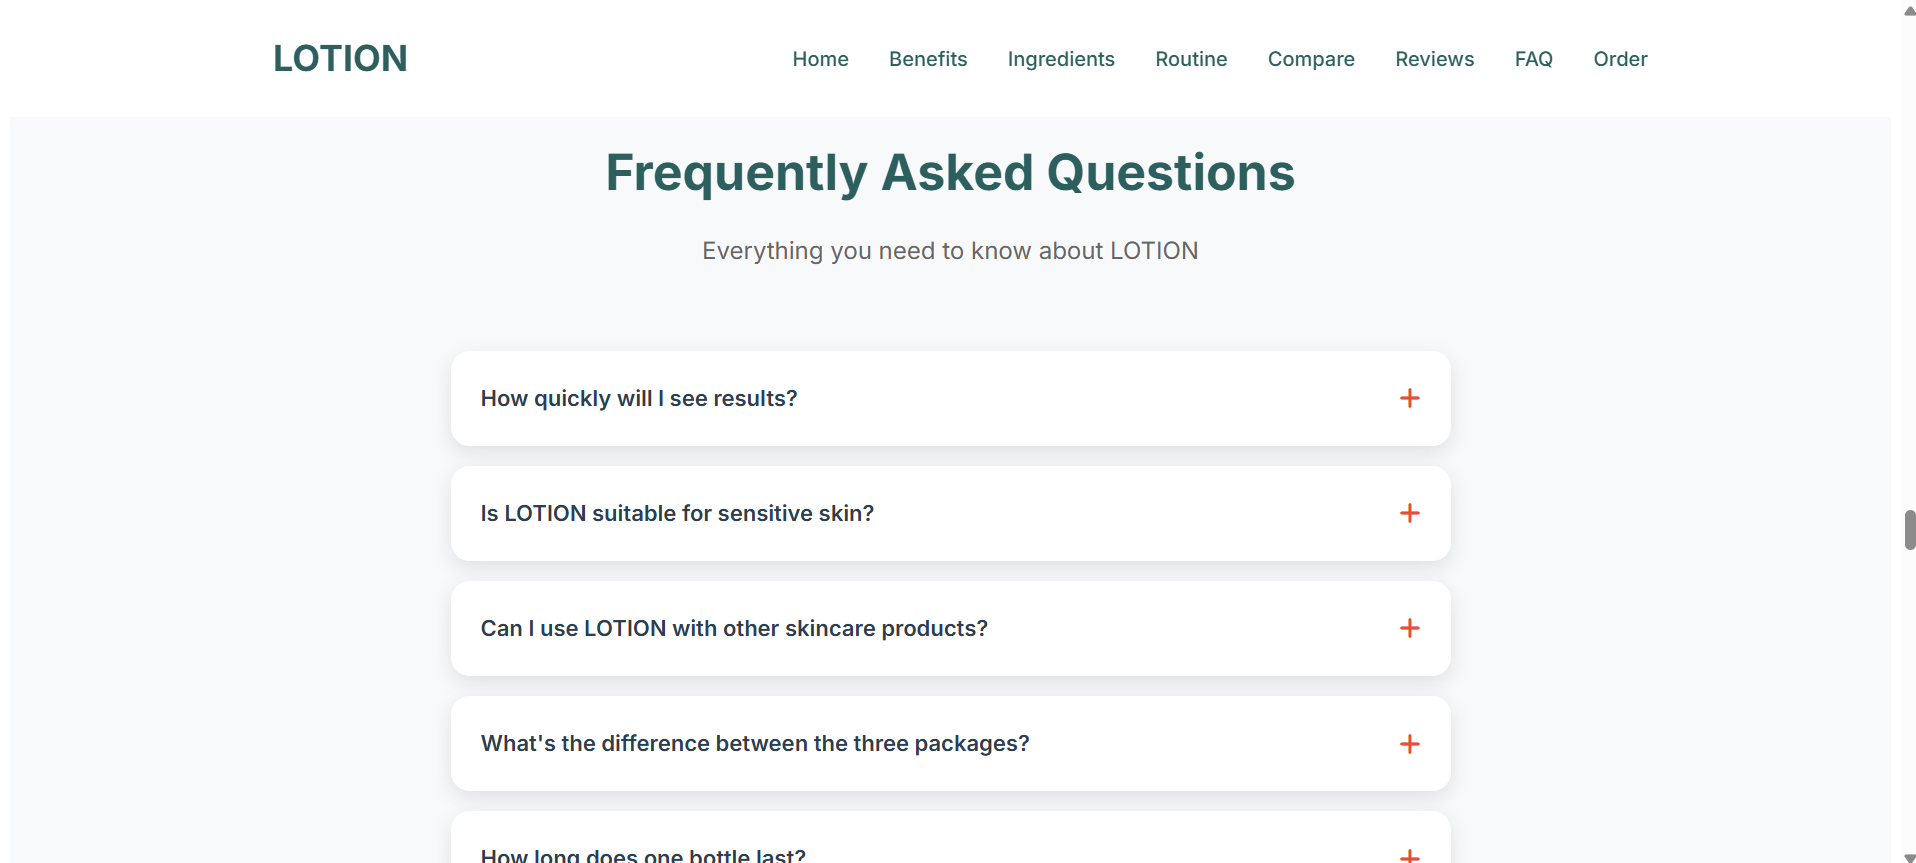 LOTION
Home Benefits Ingredients Routine Compare Reviews FAQ Order
Frequently Asked Questions
Everything you need to know about LOTION
How quickly will I see results?
Is LOTION suitable for sensitive skin?
Can I use LOTION with other skincare products?
What's the difference between the three packages?
How long does one bottle last?